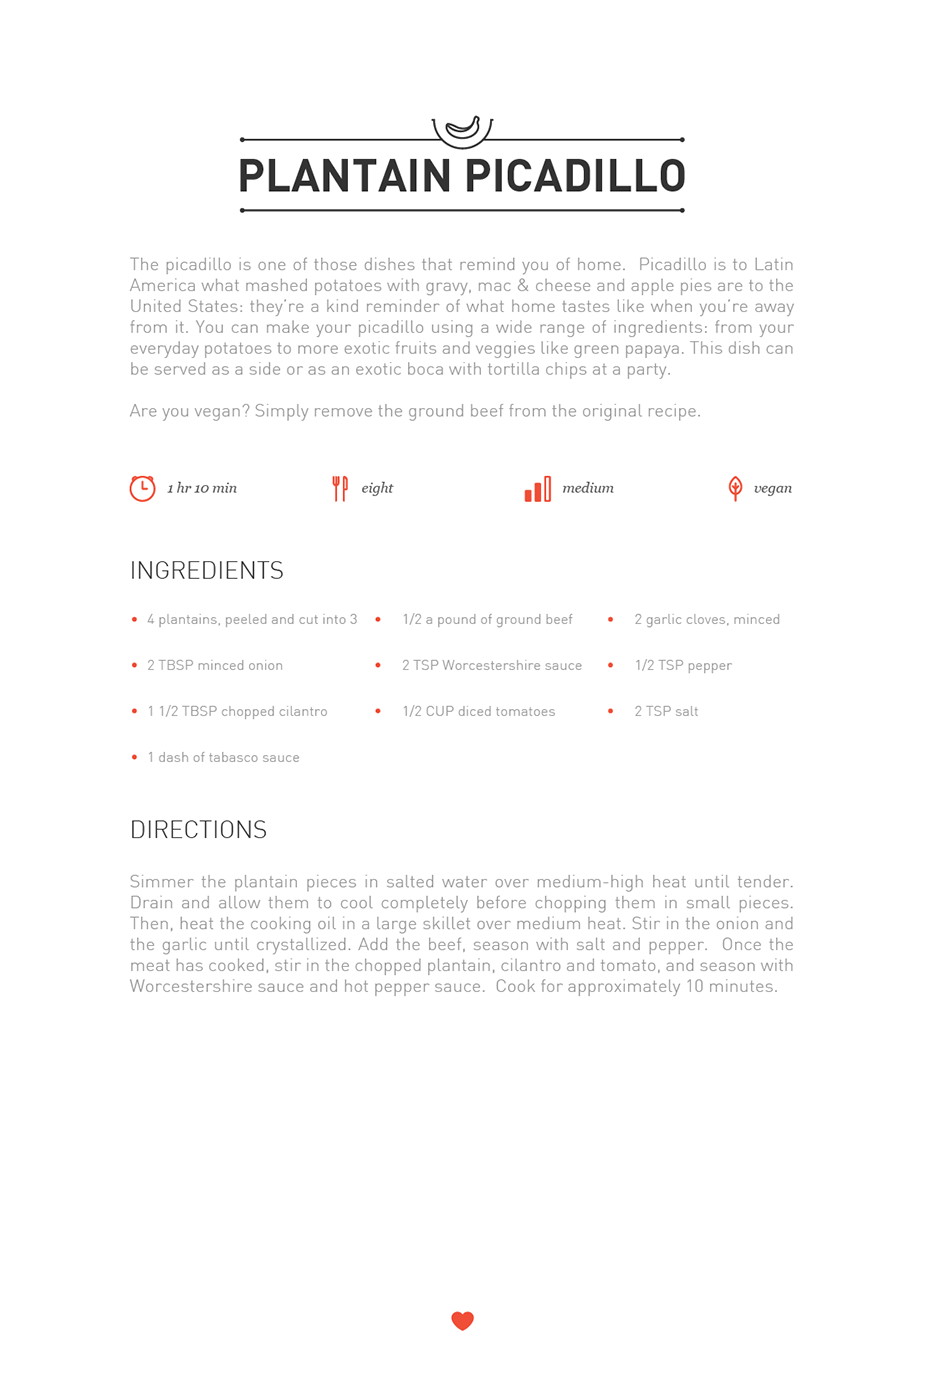 PLANTAIN PICADILLO
The picadillo is one of those dishes that remind you of home.  Picadillo is to Latin
America what mashed potatoes with gravy, mac & cheese and apple pies are to the
United States: they're a kind reminder of what home tastes like when you're away
from it. You can make your picadillo using a wide range of ingredients: from your
everyday potatoes to more exotic fruits and veggies like green papaya. This dish can
be served as a side or as an exotic boca with tortilla chips at a party.
Are you vegan? Simply remove the ground beef from the original recipe.
1 hr 10 min eight medium vegan
INGREDIENTS
• 4 plantains, peeled and cut into 3 • 1/2 a pound of ground beef • 2 garlic cloves, minced
• 2 TBSP minced onion • 2 TSP Worcestershire sauce • 1/2 TSP pepper
• 1 1/2 TBSP chopped cilantro • 1/2 CUP diced tomatoes • 2 TSP salt
• 1 dash of tabasco sauce
DIRECTIONS
Simmer the plantain pieces in salted water over medium-high heat until tender.
Drain and allow them to cool completely before chopping them in small pieces.
Then, heat the cooking oil in a large skillet over medium heat. Stir in the onion and
the garlic until crystallized. Add the beef, season with salt and pepper.  Once the
meat has cooked, stir in the chopped plantain, cilantro and tomato, and season with
Worcestershire sauce and hot pepper sauce.  Cook for approximately 10 minutes.